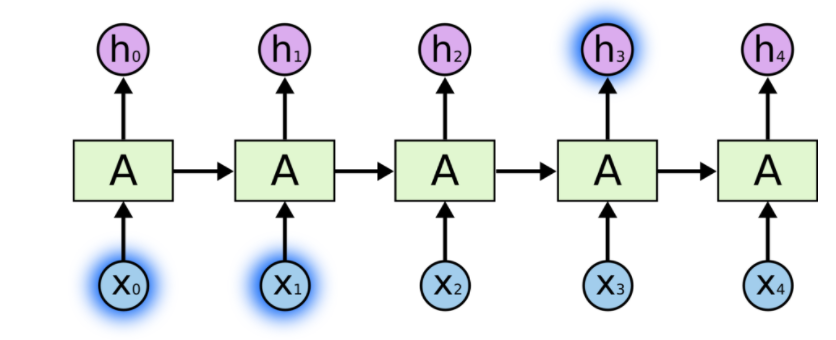 h₀ h₁ h₂ h₃ h₄
A A A A A
x₀ x₁ x₂ x₃ x₄